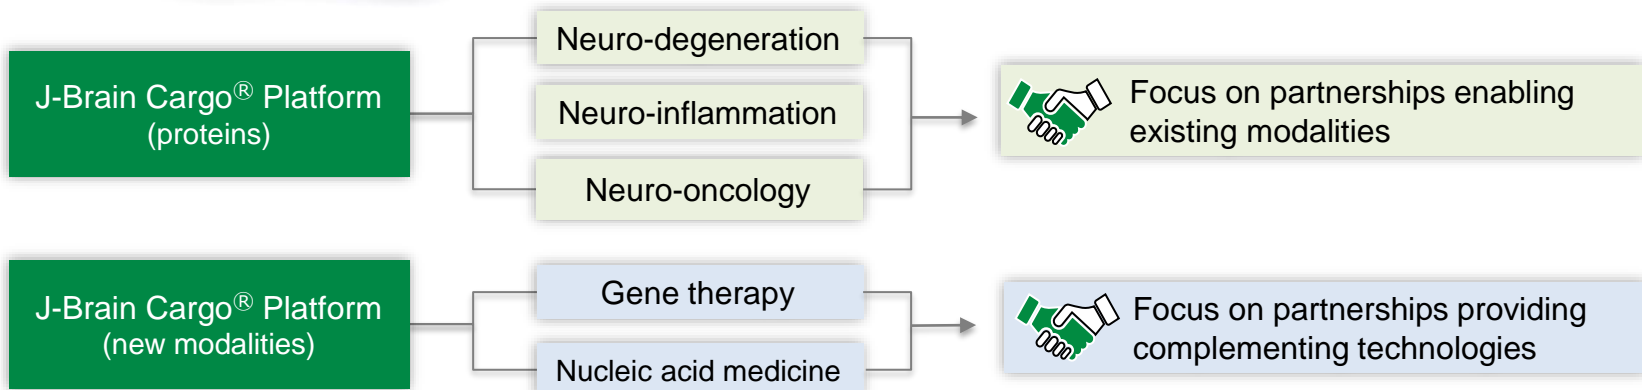 J-Brain Cargo® Platform
(proteins)
Neuro-degeneration
Neuro-inflammation
Neuro-oncology
Focus on partnerships enabling
existing modalities
J-Brain Cargo® Platform
(new modalities)
Gene therapy
Nucleic acid medicine
Focus on partnerships providing
complementing technologies